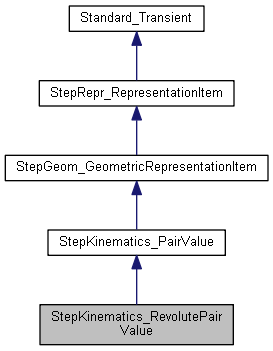 Standard_Transient
StepRepr_RepresentationItem
StepGeom_GeometricRepresentationItem
StepKinematics_PairValue
StepKinematics_RevolutePair
Value